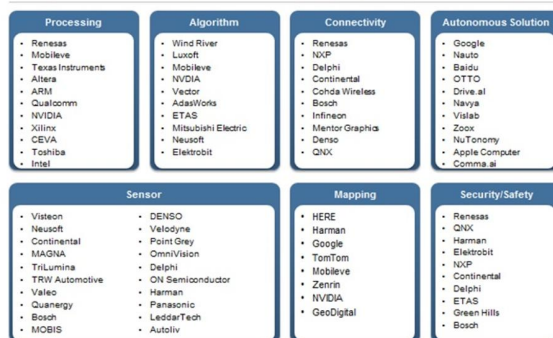 Processing
Renesas
Mobileve
Texas Instruments
Altera
ARM
Qualcomm
NVIDIA
Xilinx
CEVA
Toshiba
Intel
Algorithm
Wind River
Luxoft
Mobileve
NVDIA
Vector
AdasWorks
ETAS
Mitsubishi Electric
Neusoft
Elektrobit
Connectivity
Renesas
NXP
Delphi
Continental
Cohda Wireless
Bosch
Infineon
Mentor Graphics
Denso
QNX
Autonomous Solution
Google
Nauto
Baidu
OTTO
Drive.al
Navya
Vislab
Zoox
NuTonomy
Apple Computer
Comma.ai
Sensor
Visteon
Neusoft
Continental
MAGNA
TriLumina
TRW Automotive
Valeo
Quanergy
Bosch
MOBIS
DENSO
Velodyne
Point Grey
OmniVision
Delphi
ON Semiconductor
Harman
Panasonic
LeddarTech
Autoliv
Mapping
HERE
Harman
Google
TomTom
Mobileve
Zenrin
NVIDIA
GeoDigital
Security/Safety
Renesas
QNX
Harman
Elektrobit
NXP
Continental
Delphi
ETAS
Green Hills
Bosch